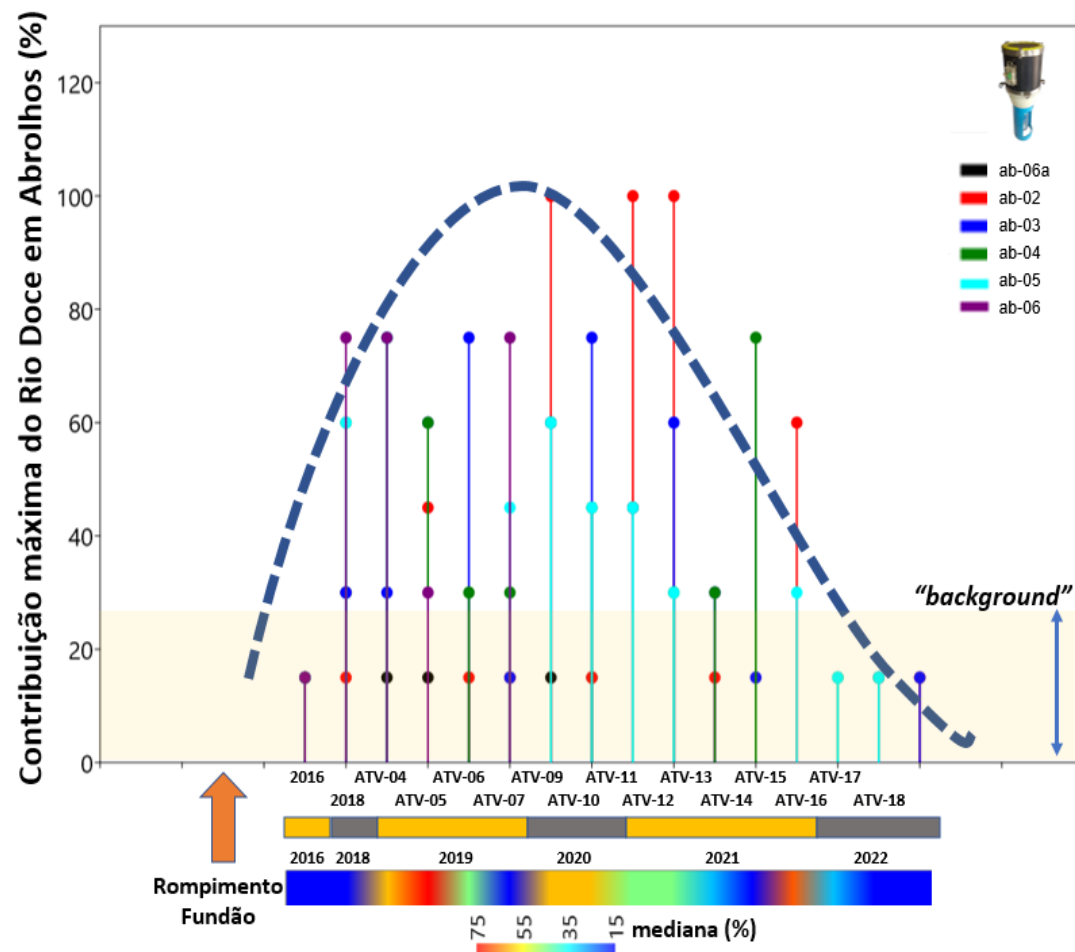 Contribuição máxima do Rio Doce em Abrolhos (%)
120
100
80
60
40
20
0
ab-06a
ab-02
ab-03
ab-04
ab-05
ab-06
“background”
2016 ATV-04 ATV-06 ATV-09 ATV-11 ATV-13 ATV-15 ATV-17
2018 ATV-05 ATV-07 ATV-10 ATV-12 ATV-14 ATV-16 ATV-18
2016 2018 2019 2020 2021 2022
Rompimento
Fundão
75 55 35 15 mediana (%)